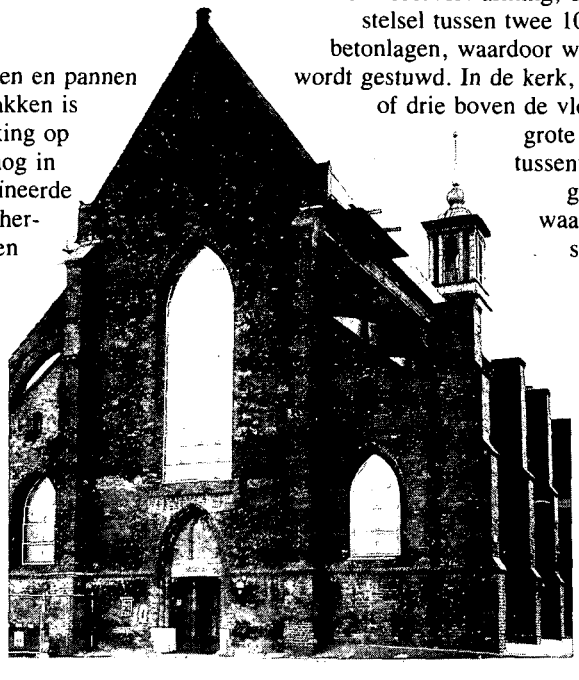 en en pannen
akken is
king op
og in
ineerde
her-
en
stelsel tussen twee 10
betonlagen, waardoor w
wordt gestuwd. In de kerk,
of drie boven de vl
grote
tussen
g
waa
s